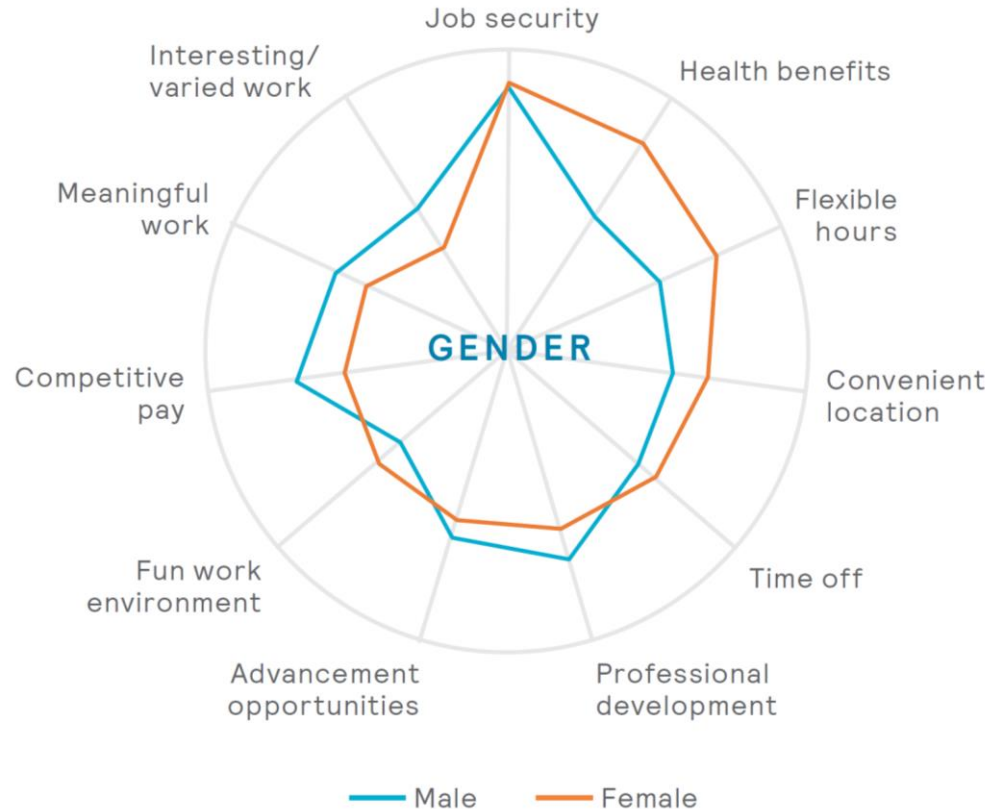 Job security
Interesting/
varied work
Health benefits
Meaningful
work
Flexible
hours
GENDER
Competitive
pay
Convenient
location
Fun work
environment
Time off
Advancement
opportunities
Professional
development
Male
Female